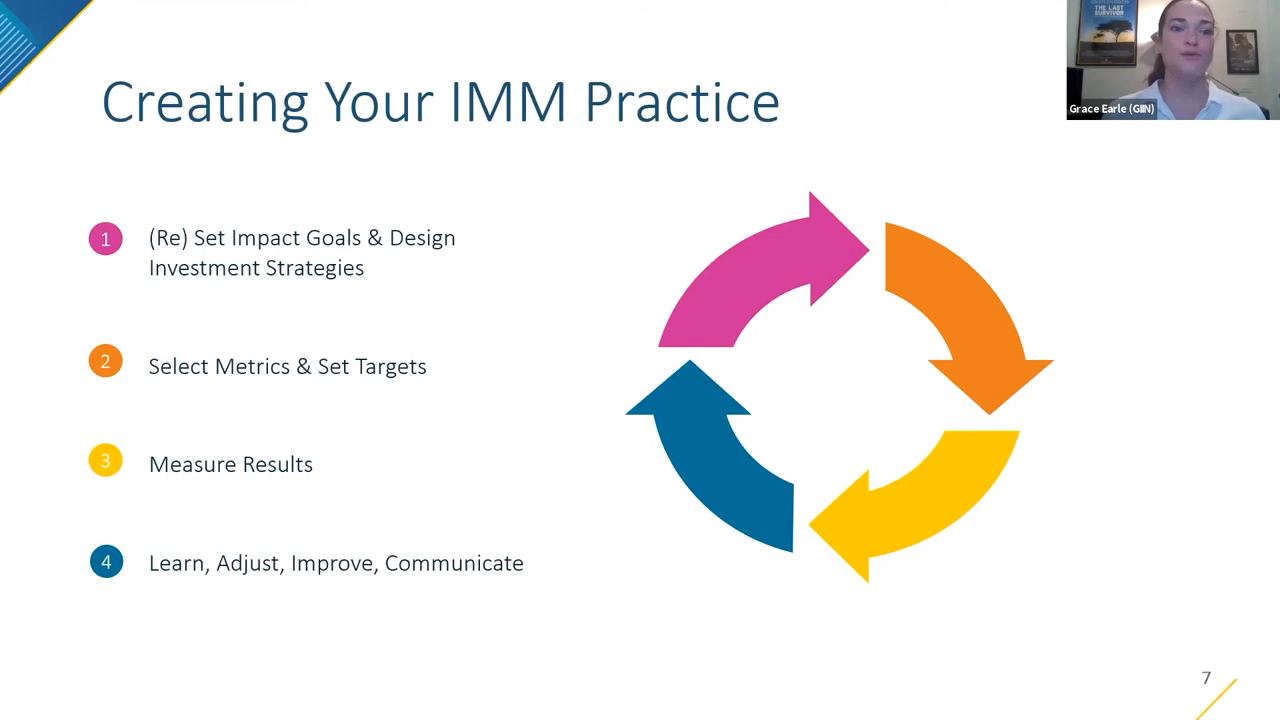 Creating Your IMM Practice
THE LAST
SURVIVOR
Grace Earle (GIIN)
1
(Re) Set Impact Goals & Design
Investment Strategies
2
Select Metrics & Set Targets
3
Measure Results
4
Learn, Adjust, Improve, Communicate
7